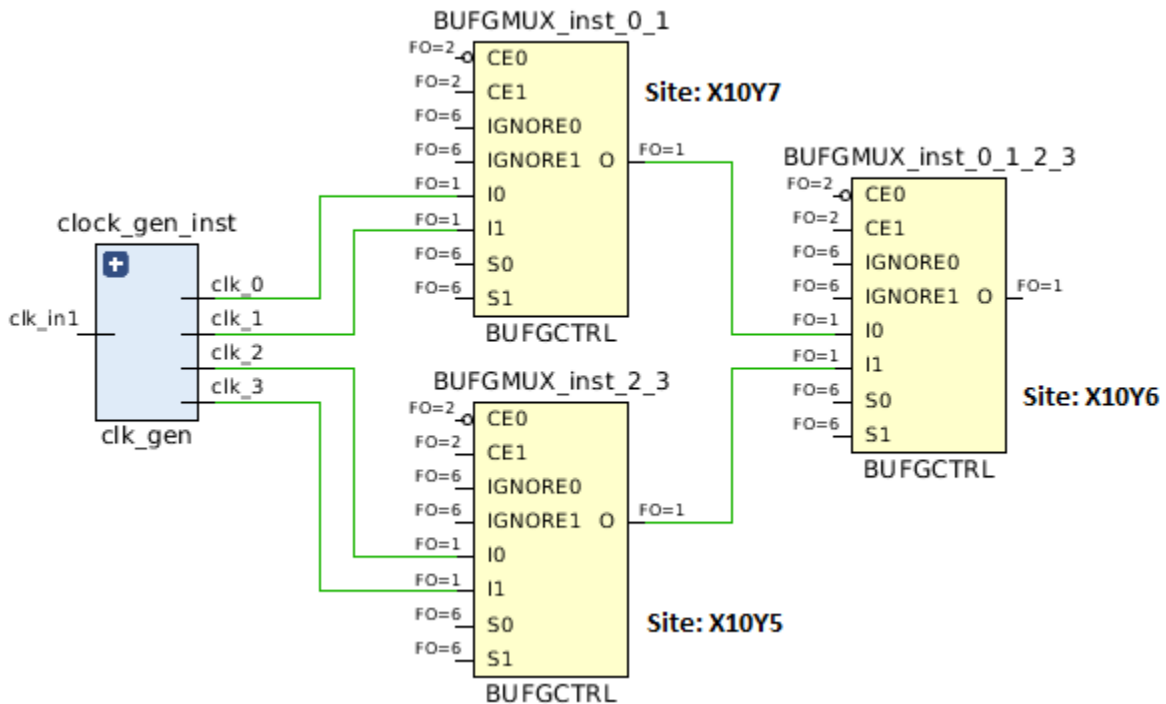 BUFGMUX_inst_0_1
FO=2 CE0
FO=2 CE1
FO=6 IGNORE0
FO=6 IGNORE1 O FO=1
FO=1 I0
FO=1 I1
FO=6 S0
FO=6 S1
BUFGCTRL
Site: X10Y7
clock_gen_inst
clk_in1
clk_0
clk_1
clk_2
clk_3
clk_gen
BUFGMUX_inst_2_3
FO=2 CE0
FO=2 CE1
FO=6 IGNORE0
FO=6 IGNORE1 O FO=1
FO=1 I0
FO=1 I1
FO=6 S0
FO=6 S1
BUFGCTRL
Site: X10Y5
BUFGMUX_inst_0_1_2_3
FO=2 CE0
FO=2 CE1
FO=6 IGNORE0
FO=6 IGNORE1 O FO=1
FO=1 I0
FO=1 I1
FO=6 S0
FO=6 S1
BUFGCTRL
Site: X10Y6